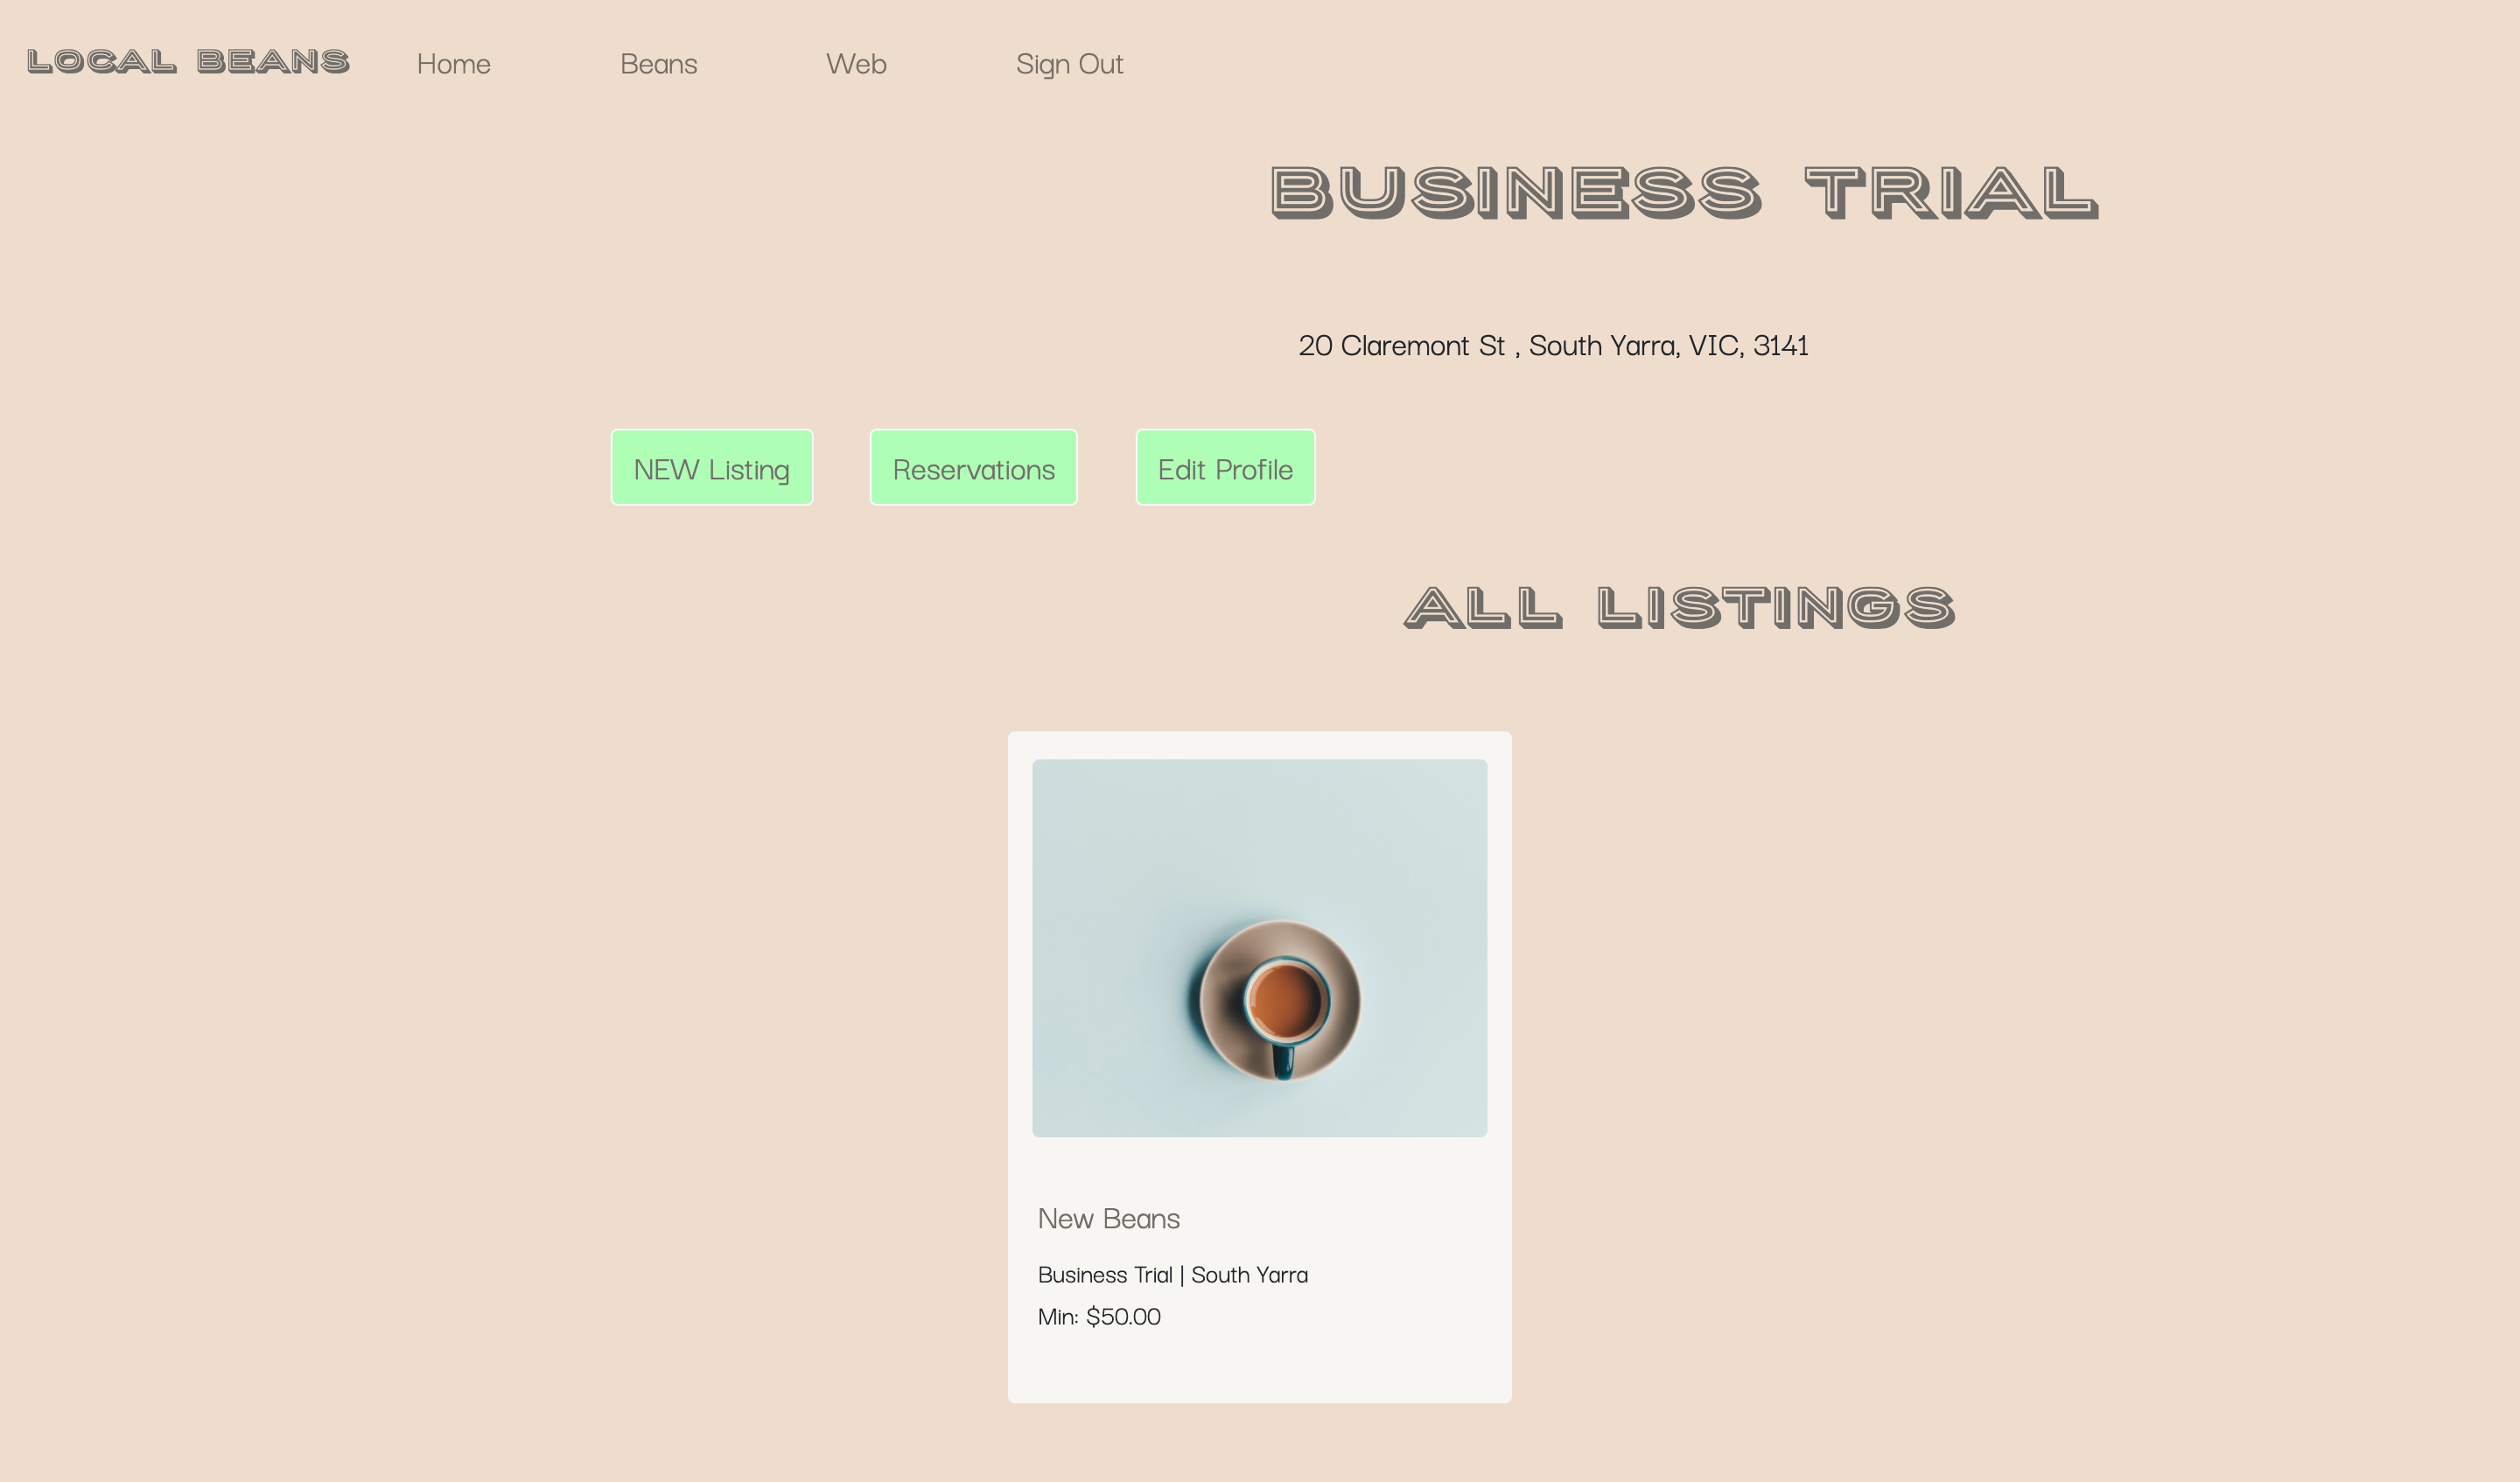 LOCAL BEANS Home Beans Web Sign Out
BUSINESS TRIAL
20 Claremont St , South Yarra, VIC, 3141
NEW Listing Reservations Edit Profile
ALL LISTINGS
New Beans
Business Trial | South Yarra
Min: $50.00